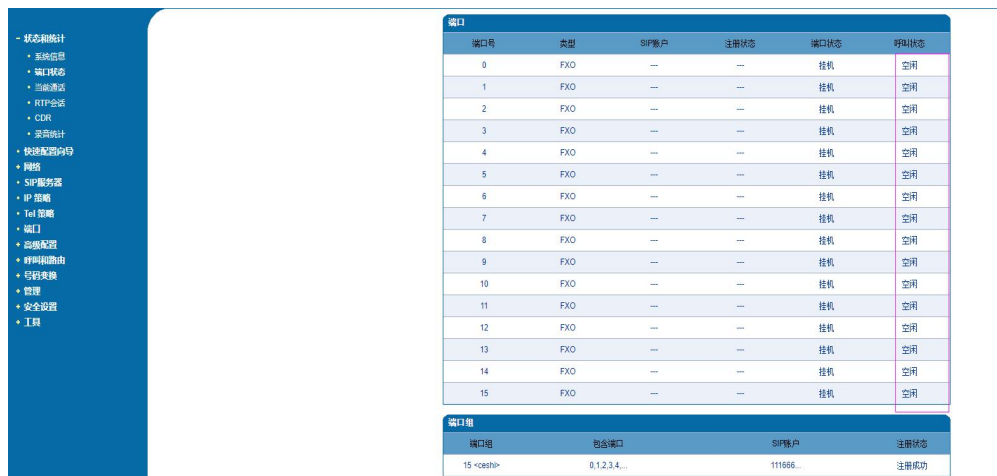 - 状态和统计
• 系统信息
• 端口状态
• 当前通话
• RTP会话
• CDR
• 录音统计
• 快速配置向导
+ 网络
• SIP服务器
• IP 策略
• Tel 策略
• 端口
+ 高级配置
+ 呼叫和路由
+ 号码变换
+ 管理
+ 安全设置
+ 工具
端口
端口号 类型 SIP账户 注册状态 端口状态 呼叫状态
0 FXO --- --- 挂机 空闲
1 FXO --- --- 挂机 空闲
2 FXO --- --- 挂机 空闲
3 FXO --- --- 挂机 空闲
4 FXO --- --- 挂机 空闲
5 FXO --- --- 挂机 空闲
6 FXO --- --- 挂机 空闲
7 FXO --- --- 挂机 空闲
8 FXO --- --- 挂机 空闲
9 FXO --- --- 挂机 空闲
10 FXO --- --- 挂机 空闲
11 FXO --- --- 挂机 空闲
12 FXO --- --- 挂机 空闲
13 FXO --- --- 挂机 空闲
14 FXO --- --- 挂机 空闲
15 FXO --- --- 挂机 空闲
端口组
端口组 包含端口 SIP账户 注册状态
15 <ceshi> 0,1,2,3,4,... 111666... 注册成功